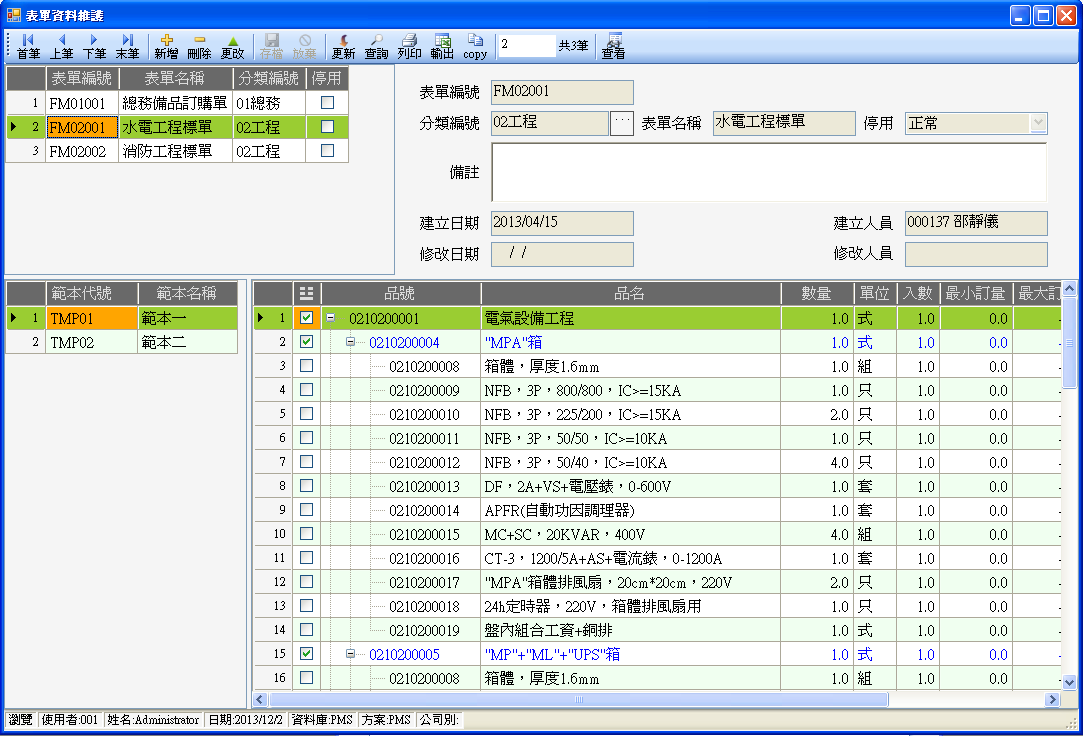 表單資料維護
首筆 上筆 下筆 末筆 新增 刪除 更改 存檔 放棄 更新 查詢 列印 輸出 copy 2 共3筆 查看
表單編號 表單名稱 分類編號 停用
1 FM01001 總務備品訂購單 01總務
2 FM02001 水電工程標單 02工程
3 FM02002 消防工程標單 02工程
表單編號 FM02001
分類編號 02工程 ... 表單名稱 水電工程標單 停用 正常
備註
建立日期 2013/04/15 建立人員 000137 邵靜儀
修改日期 / / 修改人員
範本代號 範本名稱
1 TMP01 範本一
2 TMP02 範本二
品號 品名 數量 單位 入數 最小訂量 最大訂
1 0210200001 電氣設備工程 1.0 式 1.0 0.0
2 0210200004 "MPA"箱 1.0 式 1.0 0.0
3 0210200008 箱體，厚度1.6mm 1.0 組 1.0 0.0
4 0210200009 NFB，3P，800/800，IC>=15KA 1.0 只 1.0 0.0
5 0210200010 NFB，3P，225/200，IC>=15KA 2.0 只 1.0 0.0
6 0210200011 NFB，3P，50/50，IC>=10KA 1.0 只 1.0 0.0
7 0210200012 NFB，3P，50/40，IC>=10KA 4.0 只 1.0 0.0
8 0210200013 DF，2A+VS+電壓錶，0-600V 1.0 套 1.0 0.0
9 0210200014 APFR(自動功因調理器) 1.0 套 1.0 0.0
10 0210200015 MC+SC，20KVAR，400V 4.0 組 1.0 0.0
11 0210200016 CT-3，1200/5A+AS+電流錶，0-1200A 1.0 套 1.0 0.0
12 0210200017 "MPA"箱體排風扇，20cm*20cm，220V 2.0 只 1.0 0.0
13 0210200018 24h定時器，220V，箱體排風扇用 1.0 只 1.0 0.0
14 0210200019 盤內組合工資+銅排 1.0 式 1.0 0.0
15 0210200005 "MP"+"ML"+"UPS"箱 1.0 式 1.0 0.0
16 0210200008 箱體，厚度1.6mm 1.0 組 1.0 0.0
瀏覽 使用者:001 姓名:Administrator 日期:2013/12/2 資料庫:PMS 方案:PMS 公司別: